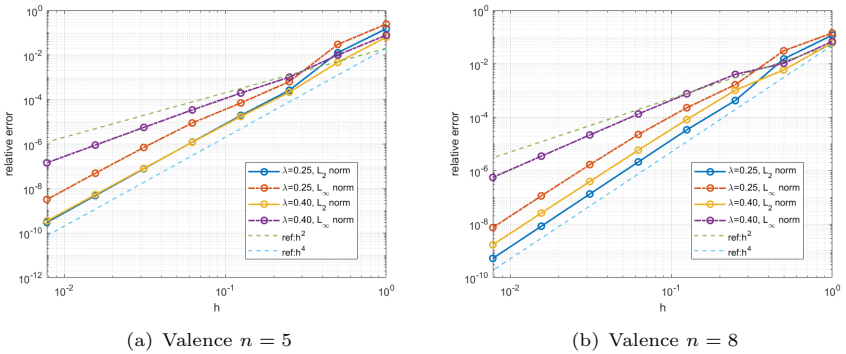 10^0
10^-2
10^-4
10^-6
10^-8
10^-10
10^-12
relative error
10^-2
10^-1
10^0
h
λ=0.25, L_2 norm
λ=0.25, L_∞ norm
λ=0.40, L_2 norm
λ=0.40, L_∞ norm
ref:h^2
ref:h^4
(a) Valence n = 5
10^0
10^-2
10^-4
10^-6
10^-8
10^-10
relative error
10^-2
10^-1
10^0
h
λ=0.25, L_2 norm
λ=0.25, L_∞ norm
λ=0.40, L_2 norm
λ=0.40, L_∞ norm
ref:h^2
ref:h^4
(b) Valence n = 8